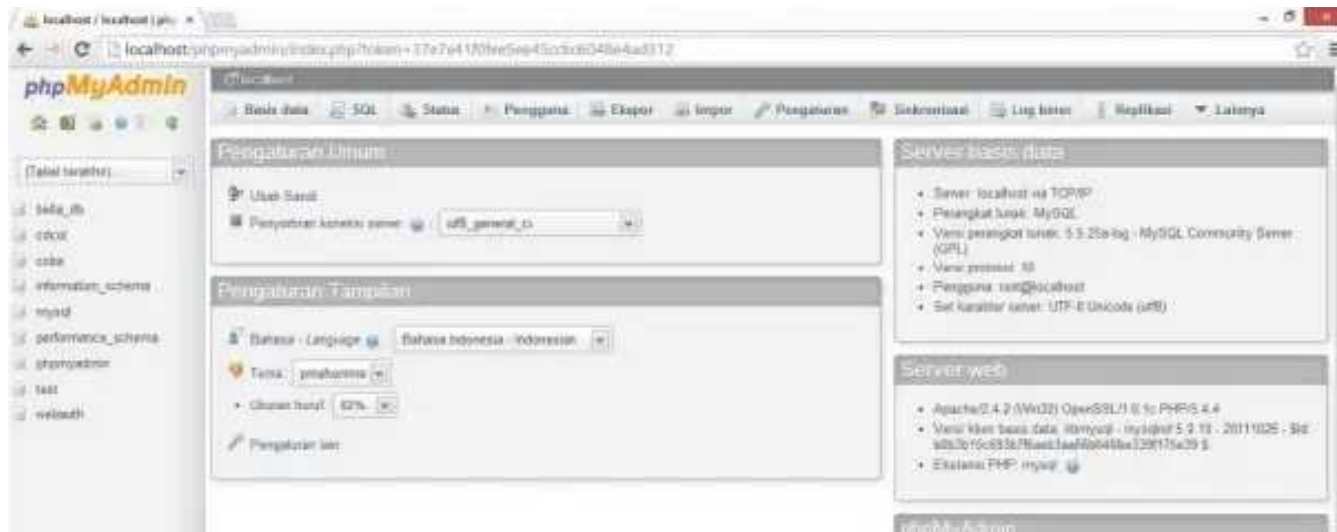 localhost / localhost | ph
localhost/phpmyadmin/index.php?token=
phpMyAdmin
localhost
Basis data SQL Status Pengguna Ekspor Impor Pengaturan Sinkronisasi Log biner Replikasi Lainnya
(Tabel terakhir)
bella_db
cdcol
coba
information_schema
mysql
performance_schema
phpmyadmin
test
webauth
Pengaturan Umum
Ubah Sandi
Penyortiran koneksi server : utf8_general_ci
Pengaturan Tampilan
Bahasa - Language Bahasa Indonesia - Indonesian
Tema: pmahomme
Ukuran huruf: 82%
Pengaturan lain
Server basis data
Server: localhost via TCP/IP
Perangkat lunak: MySQL
Versi perangkat lunak: 5.5.25a-log - MySQL Community Server
(GPL)
Versi protokol: 10
Pengguna: root@localhost
Set karakter server: UTF-8 Unicode (utf8)
Server web
Apache/2.4.2 (Win32) OpenSSL/1.0.1c PHP/5.4.4
Versi klien basis data: libmysql - mysqlnd 5.0.10 - 20111026 - $Id:
Ekstensi PHP: mysql
phpMyAdmin